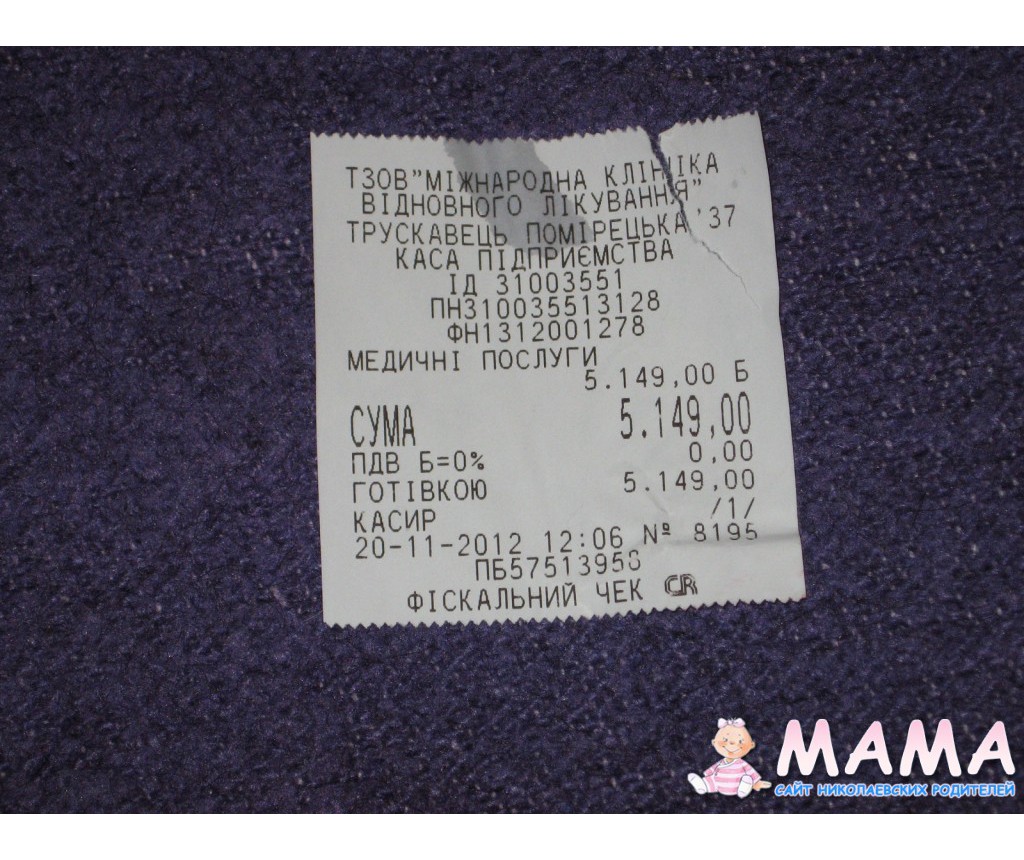 ТЗОВ"МІЖНАРОДНА КЛІНІКА
ВІДНОВНОГО ЛІКУВАННЯ"
ТРУСКАВЕЦЬ ПОМІРЕЦЬКА '37
КАСА ПІДПРИЄМСТВА
ІД 31003551
ПН310035513128
ФН1312001278
МЕДИЧНІ ПОСЛУГИ
5.149,00 Б
СУМА 5.149,00
ПДВ Б=0% 0,00
ГОТІВКОЮ 5.149,00
КАСИР /1/
20-11-2012 12:06 № 8195
ПБ57513958
ФІСКАЛЬНИЙ ЧЕК
МАМА
САЙТ НИКОЛАЕВСКИХ РОДИТЕЛЕЙ